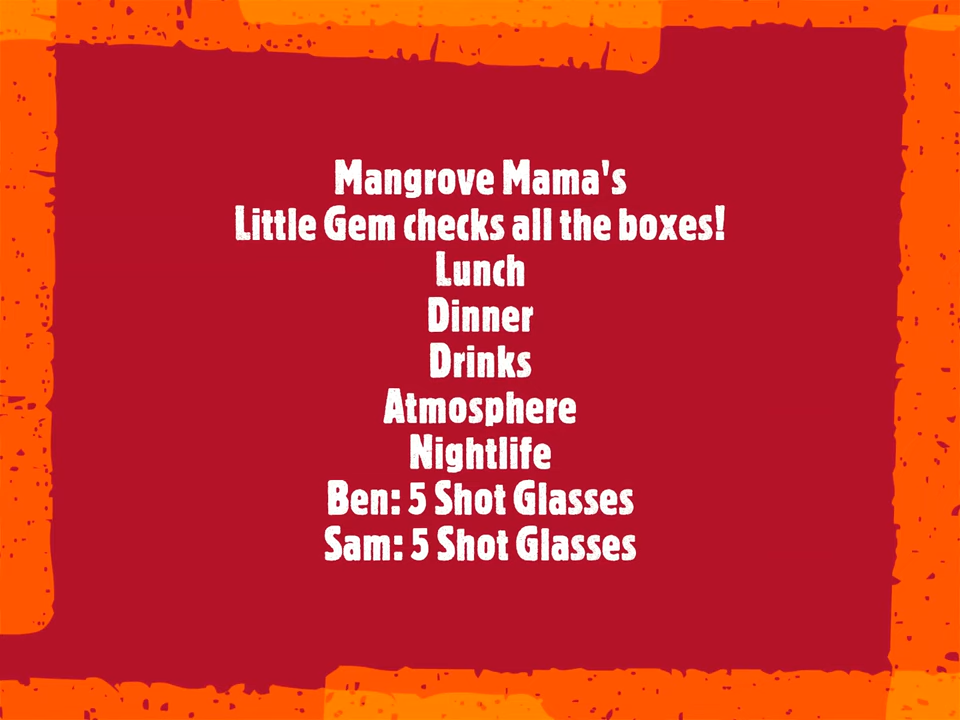 Mangrove Mama's
Little Gem checks all the boxes!
Lunch
Dinner
Drinks
Atmosphere
Nightlife
Ben: 5 Shot Glasses
Sam: 5 Shot Glasses